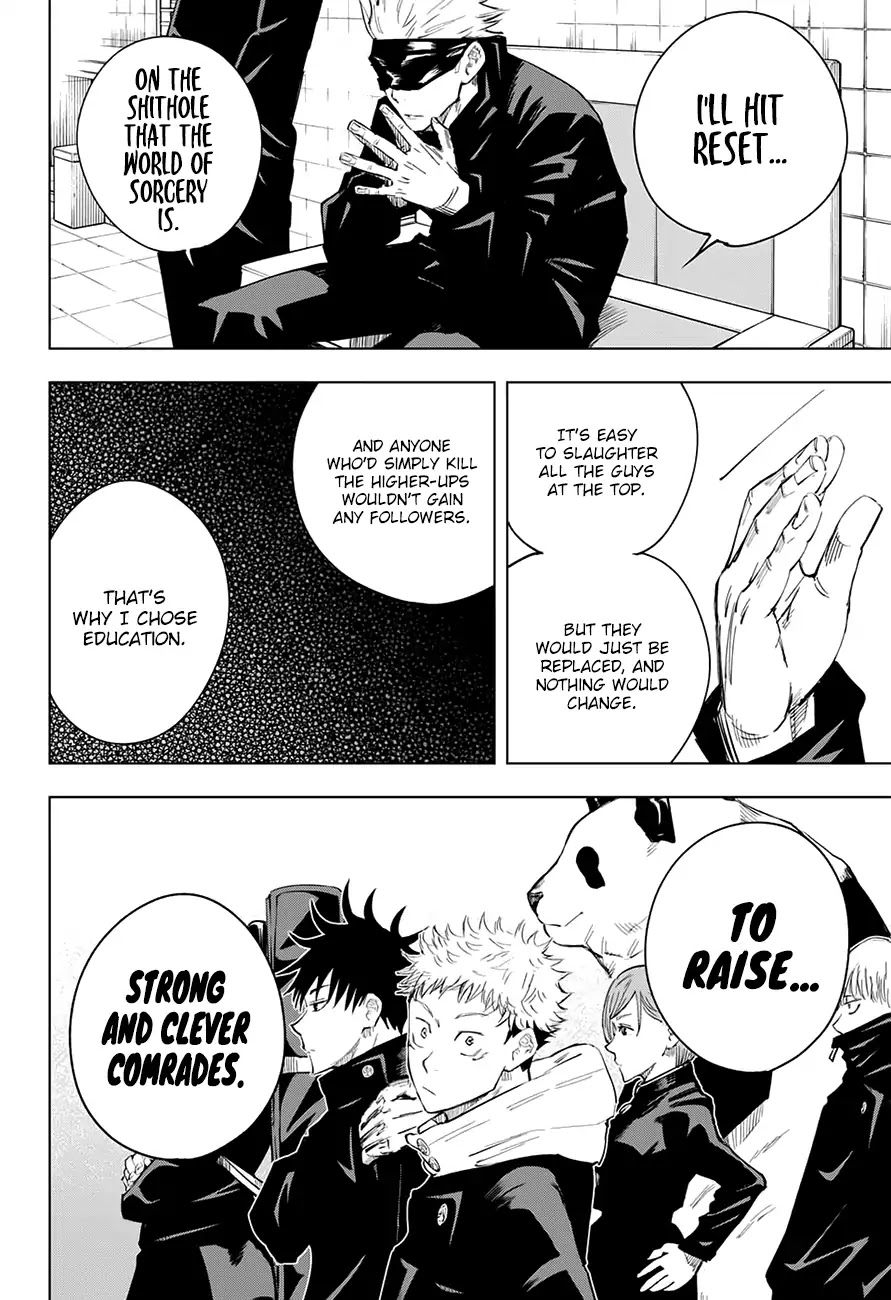 I'LL HIT
RESET...
ON THE
SHITHOLE
THAT THE
WORLD OF
SORCERY
IS.
IT'S EASY
TO SLAUGHTER
ALL THE GUYS
AT THE TOP.
BUT THEY
WOULD JUST BE
REPLACED, AND
NOTHING WOULD
CHANGE.
AND ANYONE
WHO'D SIMPLY KILL
THE HIGHER-UPS
WOULDN'T GAIN
ANY FOLLOWERS.
THAT'S
WHY I CHOSE
EDUCATION.
TO
RAISE...
STRONG
AND CLEVER
COMRADES.